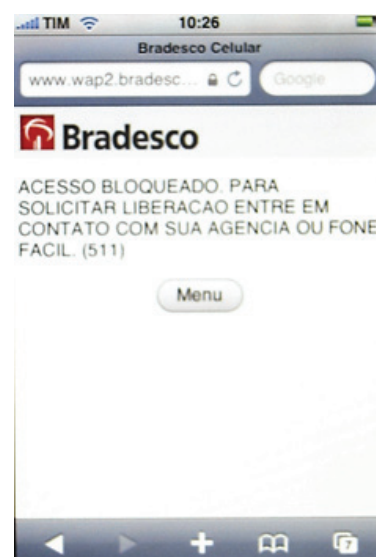 TIM 10:26
Bradesco Celular
www.wap2.bradesc... Google
Bradesco
ACESSO BLOQUEADO. PARA
SOLICITAR LIBERACAO ENTRE EM
CONTATO COM SUA AGENCIA OU FONE
FACIL. (511)
Menu
7